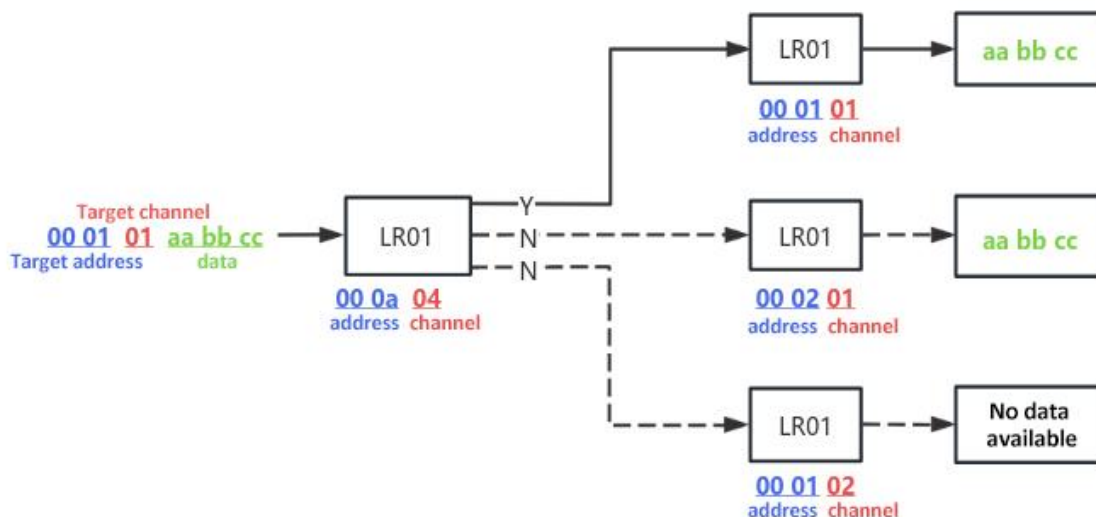 LR01
aa bb cc
00 01 01
address channel
Target channel
00 01 01 aa bb cc
Target address
data
LR01
00 0a 04
address channel
Y
N
N
LR01
aa bb cc
00 02 01
address channel
LR01
No data
available
00 01 02
address channel